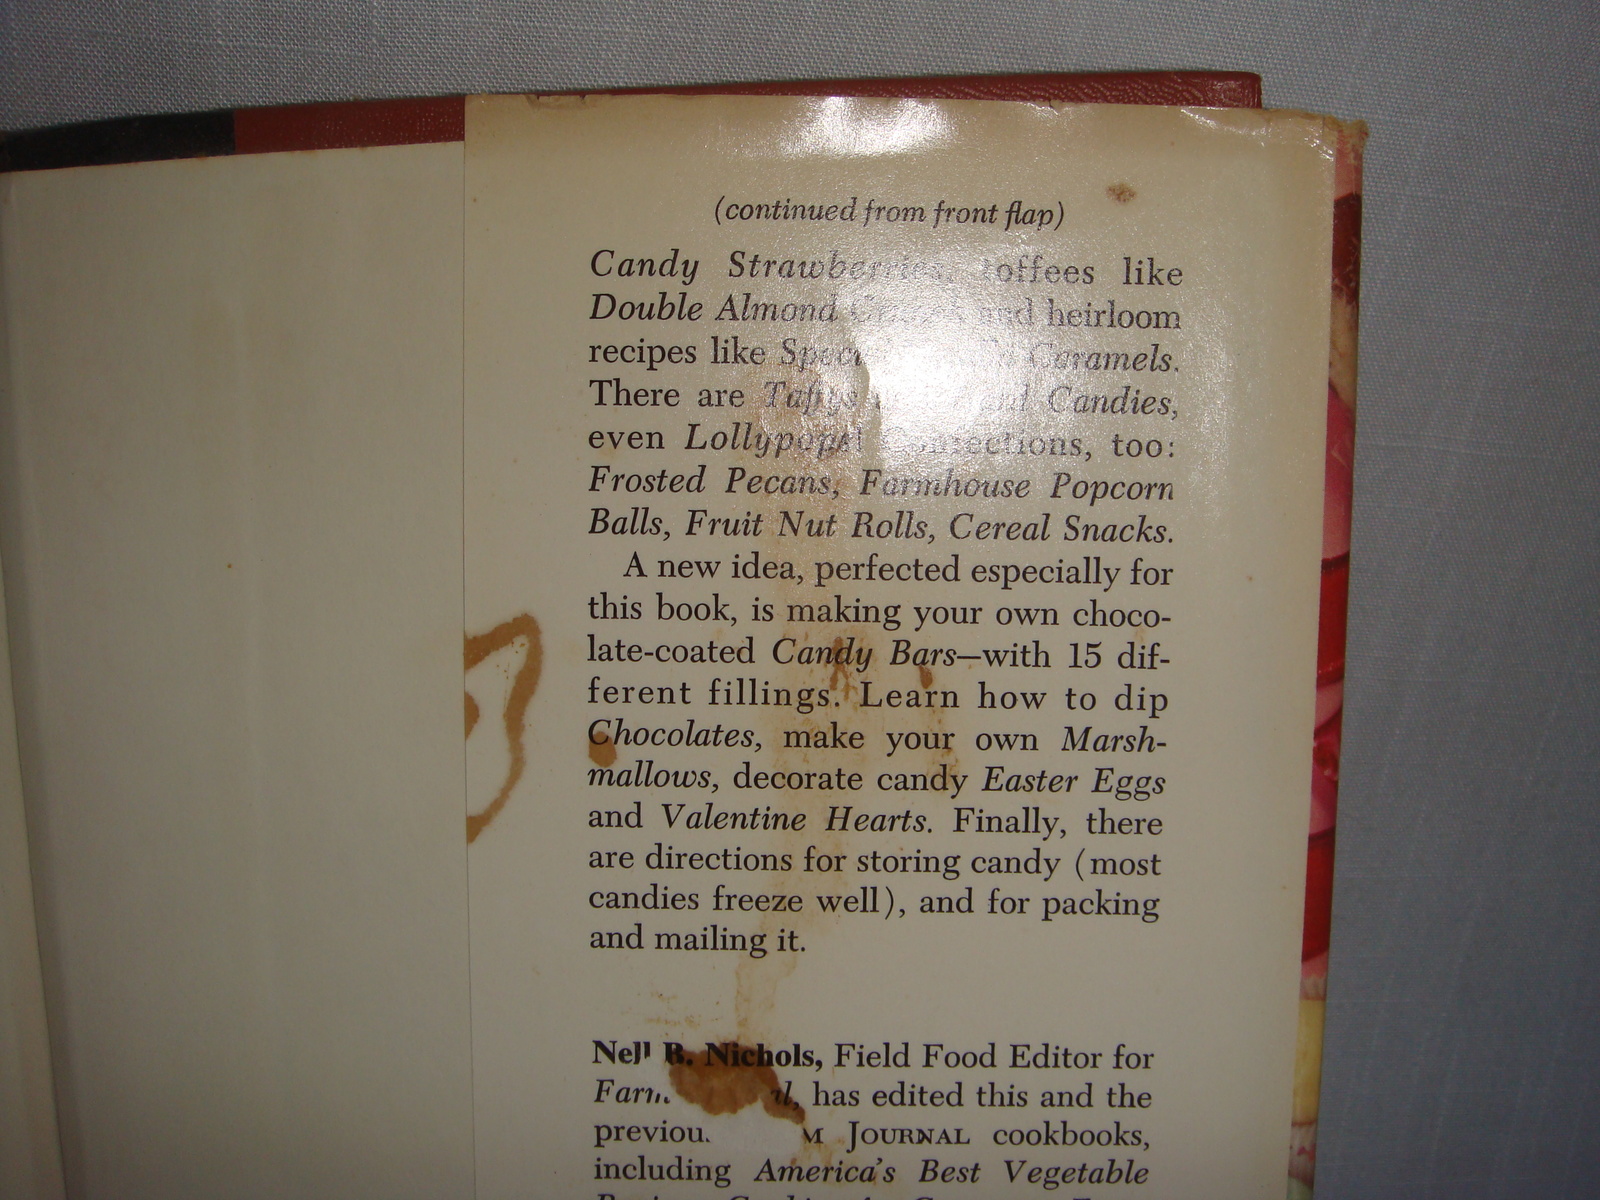 (continued from front flap)
Candy Strawberries, toffees like
Double Almond and heirloom
recipes like Caramels.
There are Taffys Candies,
even Lollypops! Confections, too:
Frosted Pecans, Farmhouse Popcorn
Balls, Fruit Nut Rolls, Cereal Snacks.
A new idea, perfected especially for
this book, is making your own choco-
late-coated Candy Bars—with 15 dif-
ferent fillings. Learn how to dip
Chocolates, make your own Marsh-
mallows, decorate candy Easter Eggs
and Valentine Hearts. Finally, there
are directions for storing candy (most
candies freeze well), and for packing
and mailing it.
Nell B. Nichols, Field Food Editor for
has edited this and the
JOURNAL cookbooks,
including America's Best Vegetable